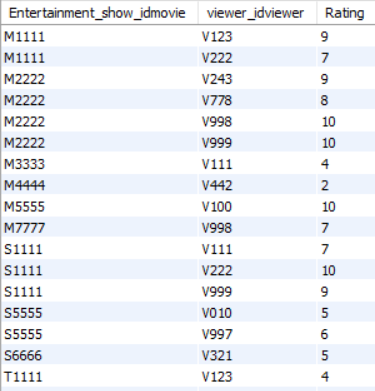 Entertainment_show_idmovie viewer_idviewer Rating
M1111 V123 9
M1111 V222 7
M2222 V243 9
M2222 V778 8
M2222 V998 10
M2222 V999 10
M3333 V111 4
M4444 V442 2
M5555 V100 10
M7777 V998 7
S1111 V111 7
S1111 V222 10
S1111 V999 9
S5555 V010 5
S5555 V997 6
S6666 V321 5
T1111 V123 4